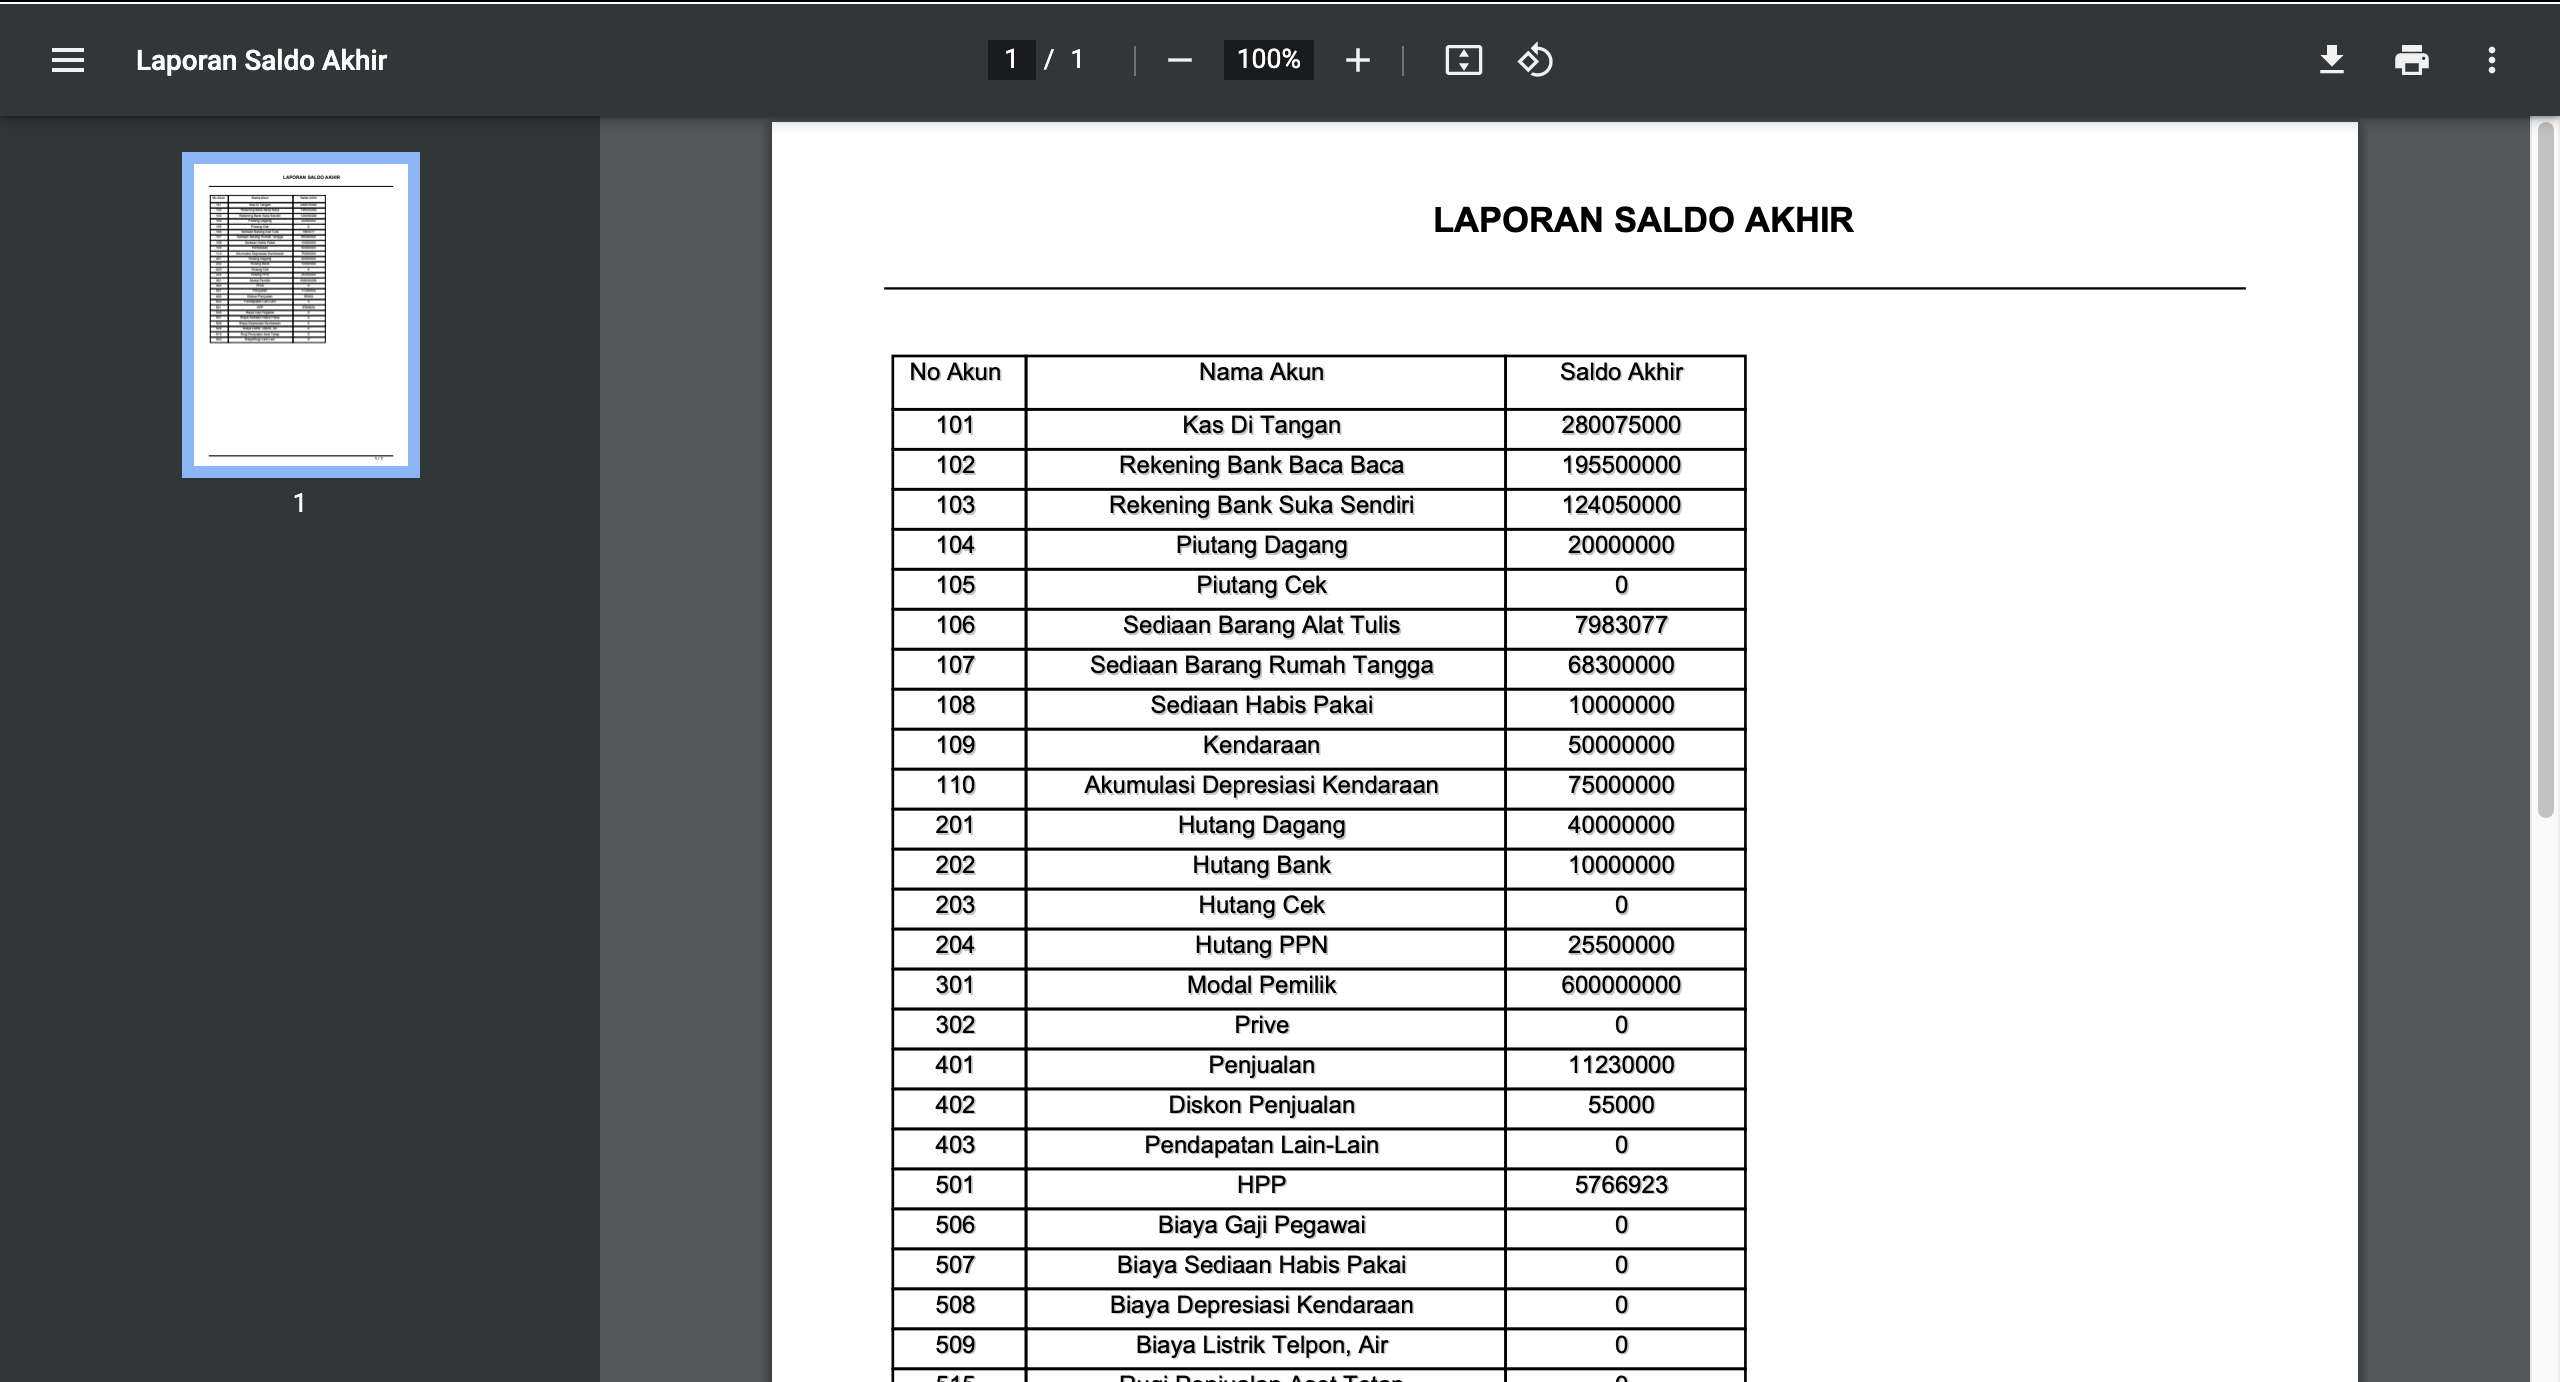 Laporan Saldo Akhir
1 / 1
100%
1
LAPORAN SALDO AKHIR
No Akun Nama Akun Saldo Akhir
101 Kas Di Tangan 280075000
102 Rekening Bank Baca Baca 195500000
103 Rekening Bank Suka Sendiri 124050000
104 Piutang Dagang 20000000
105 Piutang Cek 0
106 Sediaan Barang Alat Tulis 7983077
107 Sediaan Barang Rumah Tangga 68300000
108 Sediaan Habis Pakai 10000000
109 Kendaraan 50000000
110 Akumulasi Depresiasi Kendaraan 75000000
201 Hutang Dagang 40000000
202 Hutang Bank 10000000
203 Hutang Cek 0
204 Hutang PPN 25500000
301 Modal Pemilik 600000000
302 Prive 0
401 Penjualan 11230000
402 Diskon Penjualan 55000
403 Pendapatan Lain-Lain 0
501 HPP 5766923
506 Biaya Gaji Pegawai 0
507 Biaya Sediaan Habis Pakai 0
508 Biaya Depresiasi Kendaraan 0
509 Biaya Listrik Telpon, Air 0
515 Rugi Penjualan Aset Tetap 0